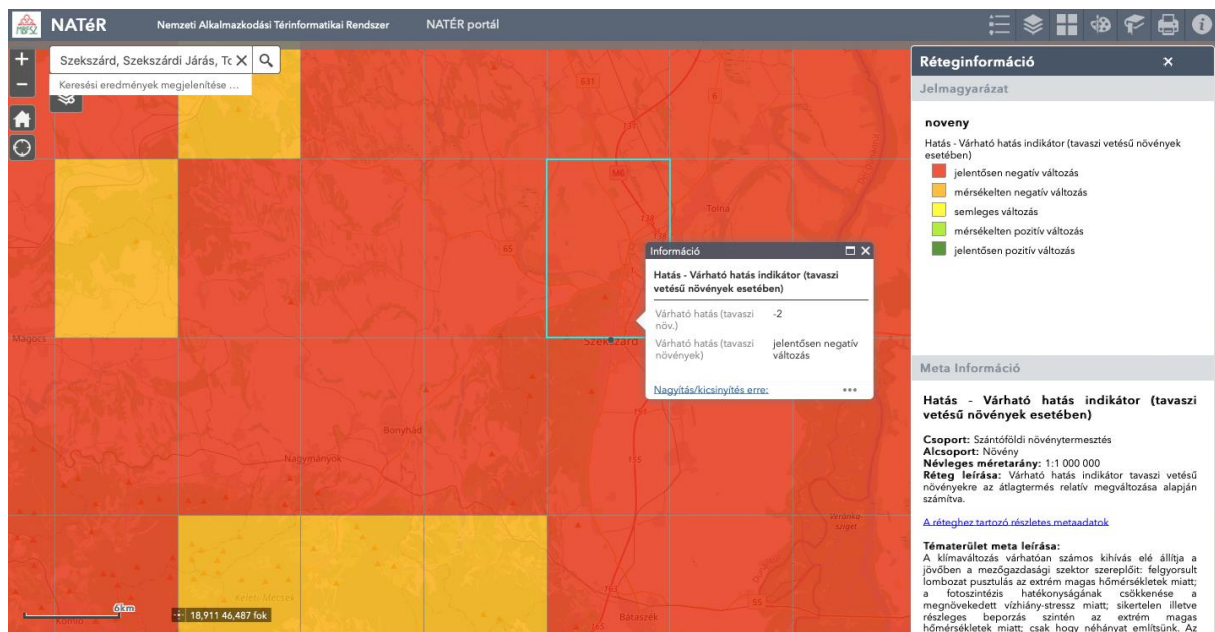 MBFSZ
NATéR
Nemzeti Alkalmazkodási Térinformatikai Rendszer
NATÉR portál
Szekszárd, Szekszárdi Járás, Tc
Keresési eredmények megjelenítése ...
631
6
M6
65
Tolna
Szekszárd
Mágocs
Bonyhád
Nagymányok
Keleti Mecsek
Bátaszék
55
6km
18,911 46,487 fok
Információ
Hatás - Várható hatás indikátor (tavaszi
vetésű növények esetében)
Várható hatás (tavaszi
növ.)
-2
Várható hatás (tavaszi
növények)
jelentősen negatív
változás
Nagyítás/kicsinyítés erre:
Réteginformáció
Jelmagyarázat
noveny
Hatás - Várható hatás indikátor (tavaszi vetésű növények
esetében)
jelentősen negatív változás
mérsékelten negatív változás
semleges változás
mérsékelten pozitív változás
jelentősen pozitív változás
Meta Információ
Hatás - Várható hatás indikátor (tavaszi
vetésű növények esetében)
Csoport: Szántóföldi növénytermesztés
Alcsoport: Növény
Névleges méretarány: 1:1 000 000
Réteg leírása: Várható hatás indikátor tavaszi vetésű
növényekre az átlagtermés relatív megváltozása alapján
számítva.
A réteghez tartozó részletes metaadatok
Tématerület meta leírása:
A klímaváltozás várhatóan számos kihívás elé állítja a
jövőben a mezőgazdasági szektor szereplőit: felgyorsult
lombozat pusztulás az extrém magas hőmérsékletek miatt;
a fotoszintézis hatékonyságának csökkenése a
megnövekedett vízhiány-stressz miatt; sikertelen illetve
részleges beporzás szintén az extrém magas
hőmérsékletek miatt; csak hogy néhányat említsünk. Az